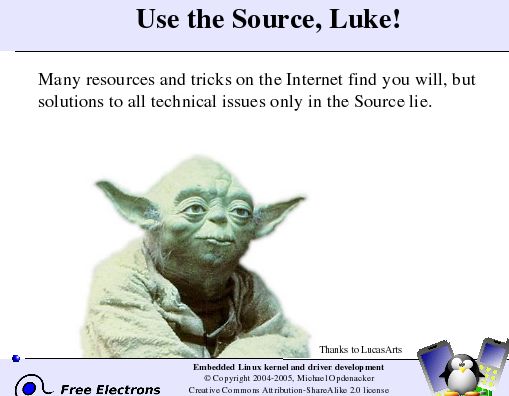 Use the Source, Luke!
Many resources and tricks on the Internet find you will, but
solutions to all technical issues only in the Source lie.
Thanks to LucasArts
Embedded Linux kernel and driver development
© Copyright 2004-2005, Michael Opdenacker
Creative Commons Attribution-ShareAlike 2.0 license
Free Electrons